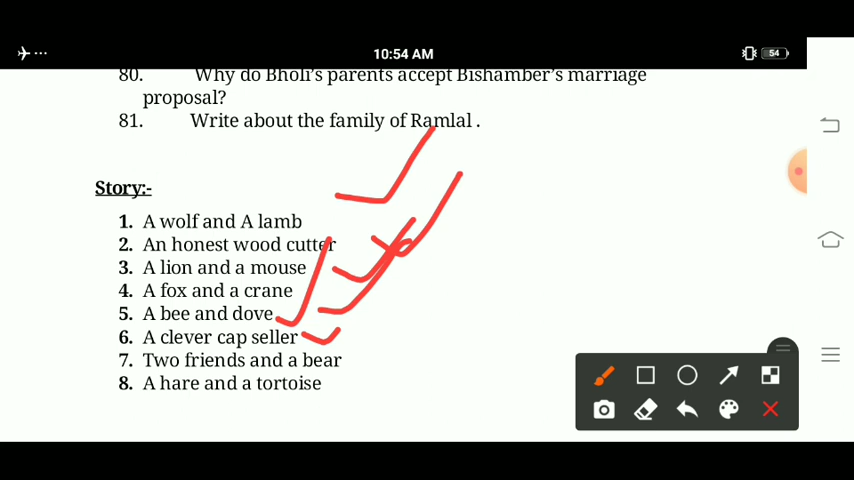 10:54 AM
54
80. Why do Bholi's parents accept Bishamber's marriage
proposal?
81. Write about the family of Ramlal .
Story:-
1. A wolf and A lamb
2. An honest wood cutter
3. A lion and a mouse
4. A fox and a crane
5. A bee and dove
6. A clever cap seller
7. Two friends and a bear
8. A hare and a tortoise